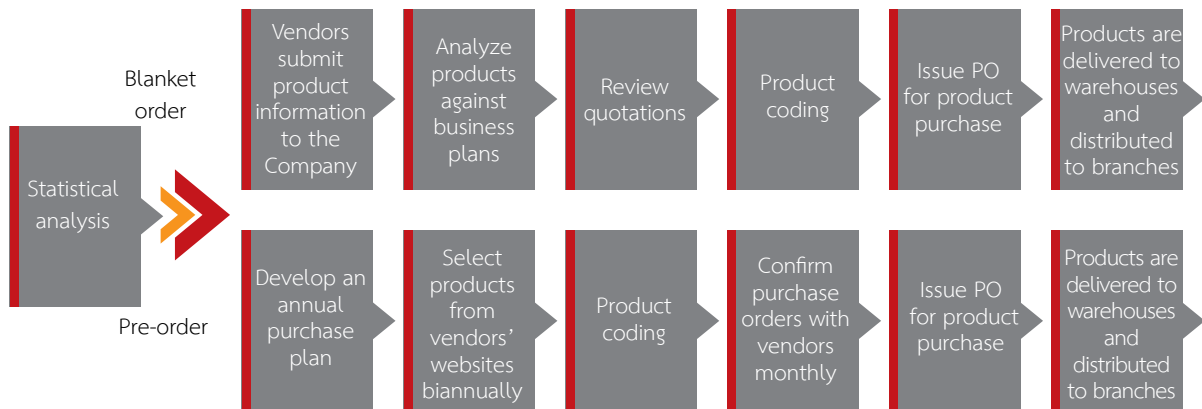 Statistical
analysis
Blanket
order
Vendors
submit
product
information
to the
Company
Analyze
products
against
business
plans
Review
quotations
Product
coding
Issue PO
for product
purchase
Products are
delivered to
warehouses
and
distributed
to branches
Pre-order
Develop an
annual
purchase
plan
Select
products
from
vendors’
websites
biannually
Product
coding
Confirm
purchase
orders with
vendors
monthly
Issue PO
for product
purchase
Products are
delivered to
warehouses
and
distributed
to branches